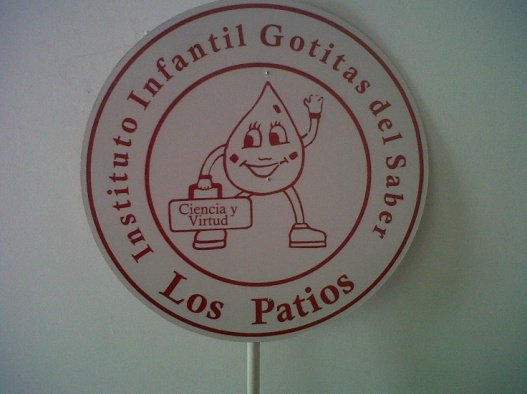 Instituto Infantil Gotitas del Saber
Ciencia y
Virtud
Los Patios